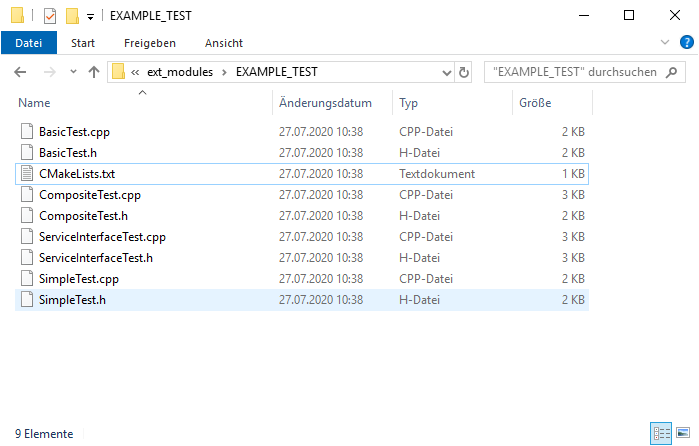 EXAMPLE_TEST
Datei Start Freigeben Ansicht
ext_modules EXAMPLE_TEST "EXAMPLE_TEST" durchsuchen
Name Änderungsdatum Typ Größe
BasicTest.cpp 27.07.2020 10:38 CPP-Datei 2 KB
BasicTest.h 27.07.2020 10:38 H-Datei 2 KB
CMakeLists.txt 27.07.2020 10:38 Textdokument 1 KB
CompositeTest.cpp 27.07.2020 10:38 CPP-Datei 3 KB
CompositeTest.h 27.07.2020 10:38 H-Datei 2 KB
ServiceInterfaceTest.cpp 27.07.2020 10:38 CPP-Datei 3 KB
ServiceInterfaceTest.h 27.07.2020 10:38 H-Datei 3 KB
SimpleTest.cpp 27.07.2020 10:38 CPP-Datei 2 KB
SimpleTest.h 27.07.2020 10:38 H-Datei 2 KB
9 Elemente